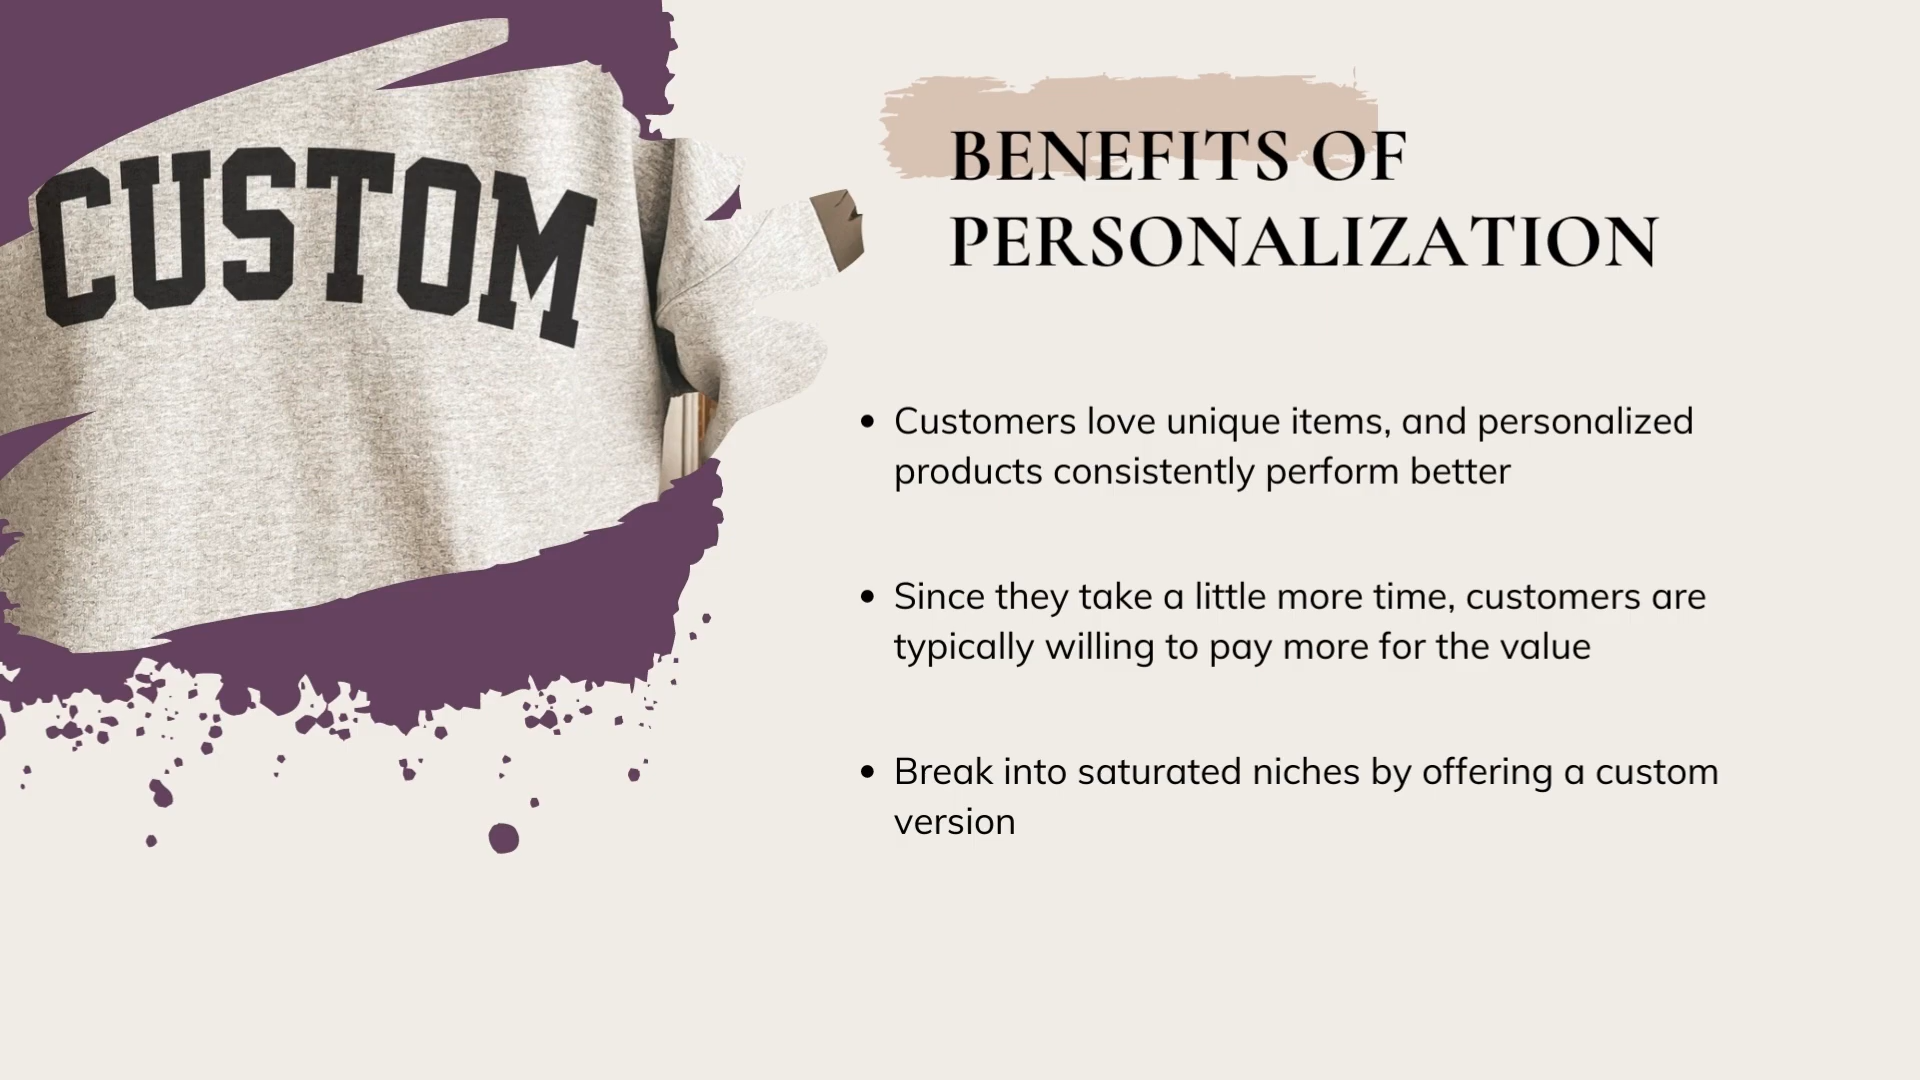 CUSTOM
BENEFITS OF
PERSONALIZATION
• Customers love unique items, and personalized
products consistently perform better
• Since they take a little more time, customers are
typically willing to pay more for the value
• Break into saturated niches by offering a custom
version